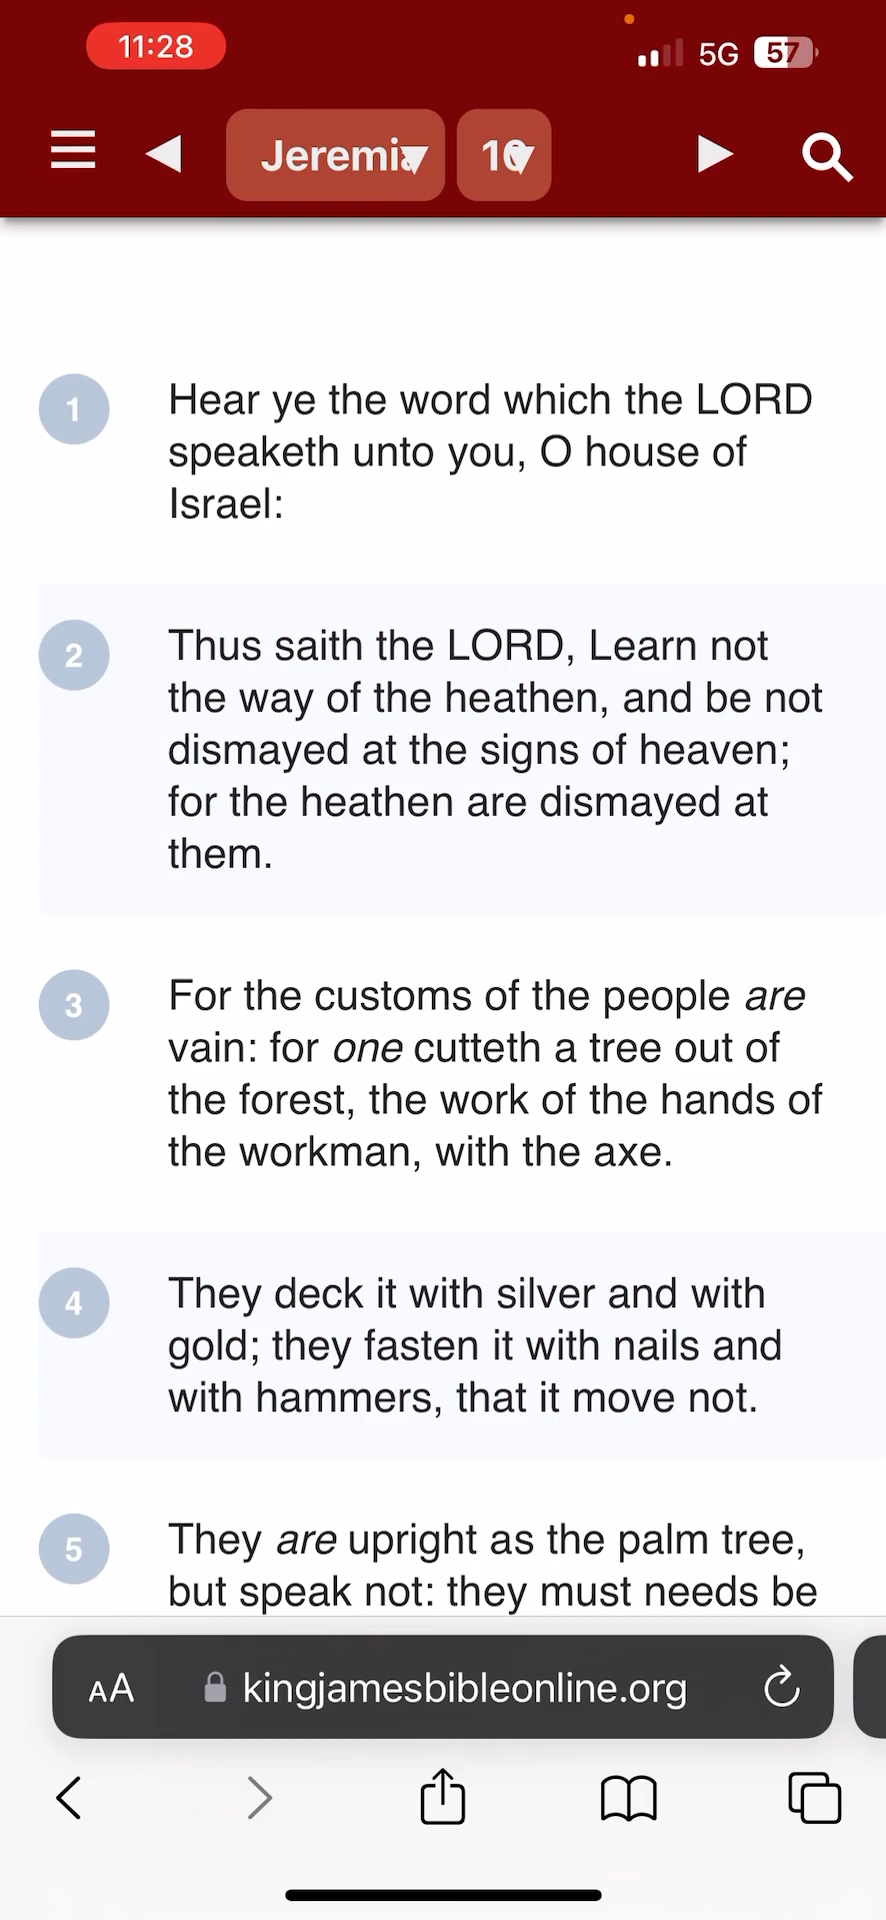 11:28
5G 57
Jeremia 10
1
Hear ye the word which the LORD
speaketh unto you, O house of
Israel:
2
Thus saith the LORD, Learn not
the way of the heathen, and be not
dismayed at the signs of heaven;
for the heathen are dismayed at
them.
3
For the customs of the people are
vain: for one cutteth a tree out of
the forest, the work of the hands of
the workman, with the axe.
4
They deck it with silver and with
gold; they fasten it with nails and
with hammers, that it move not.
5
They are upright as the palm tree,
but speak not: they must needs be
AA kingjamesbibleonline.org